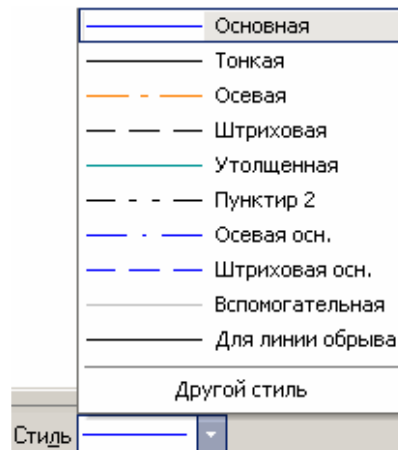 Основная
Тонкая
Осевая
Штриховая
Утолщенная
Пунктир 2
Осевая осн.
Штриховая осн.
Вспомогательная
Для линии обрыва
Другой стиль
Стиль